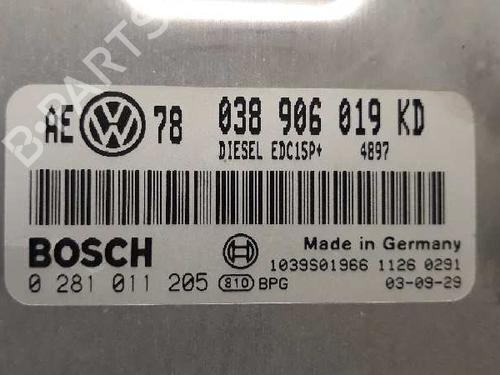 B-PARTS
AE VW 78 038 906 019 KD
DIESEL EDC15P+ 4897
BOSCH
Made in Germany
0 281 011 205 810 BPG
1039S01966 1126 0291
03-09-29